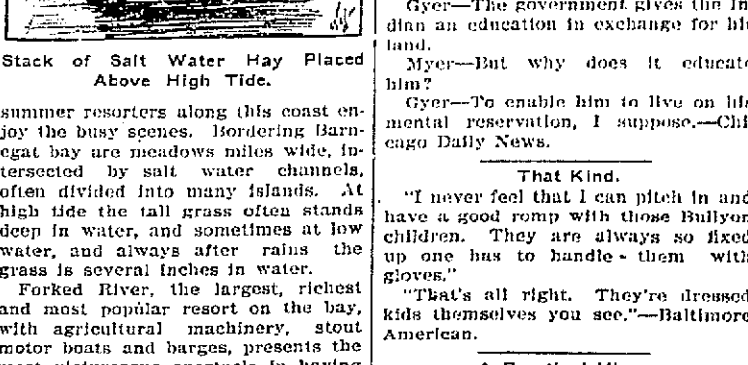 Stack of Salt Water Hay Placed
Above High Tide.
summer resorters along this coast en-
joy the busy scenes. Bordering Barn-
egat bay are meadows miles wide, in-
tersected by salt water channels,
often divided into many islands. At
high tide the tall grass often stands
deep in water, and sometimes at low
water, and always after rains the
grass is several inches in water.
Forked River, the largest, richest
and most popular resort on the bay,
with agricultural machinery, stout
motor boats and barges, presents the
most picturesque spectacle in having
Gyer—The government gives the In-
dian an education in exchange for his
land.
Myer—But why does it educate
him?
Gyer—To enable him to live on his
mental reservation, I suppose.—Chi-
cago Daily News.
That Kind.
"I never feel that I can pitch in and
have a good romp with those Bullyon
children. They are always so fixed
up one has to handle them with
gloves."
"That's all right. They're dressed
kids themselves you see."—Baltimore
American.